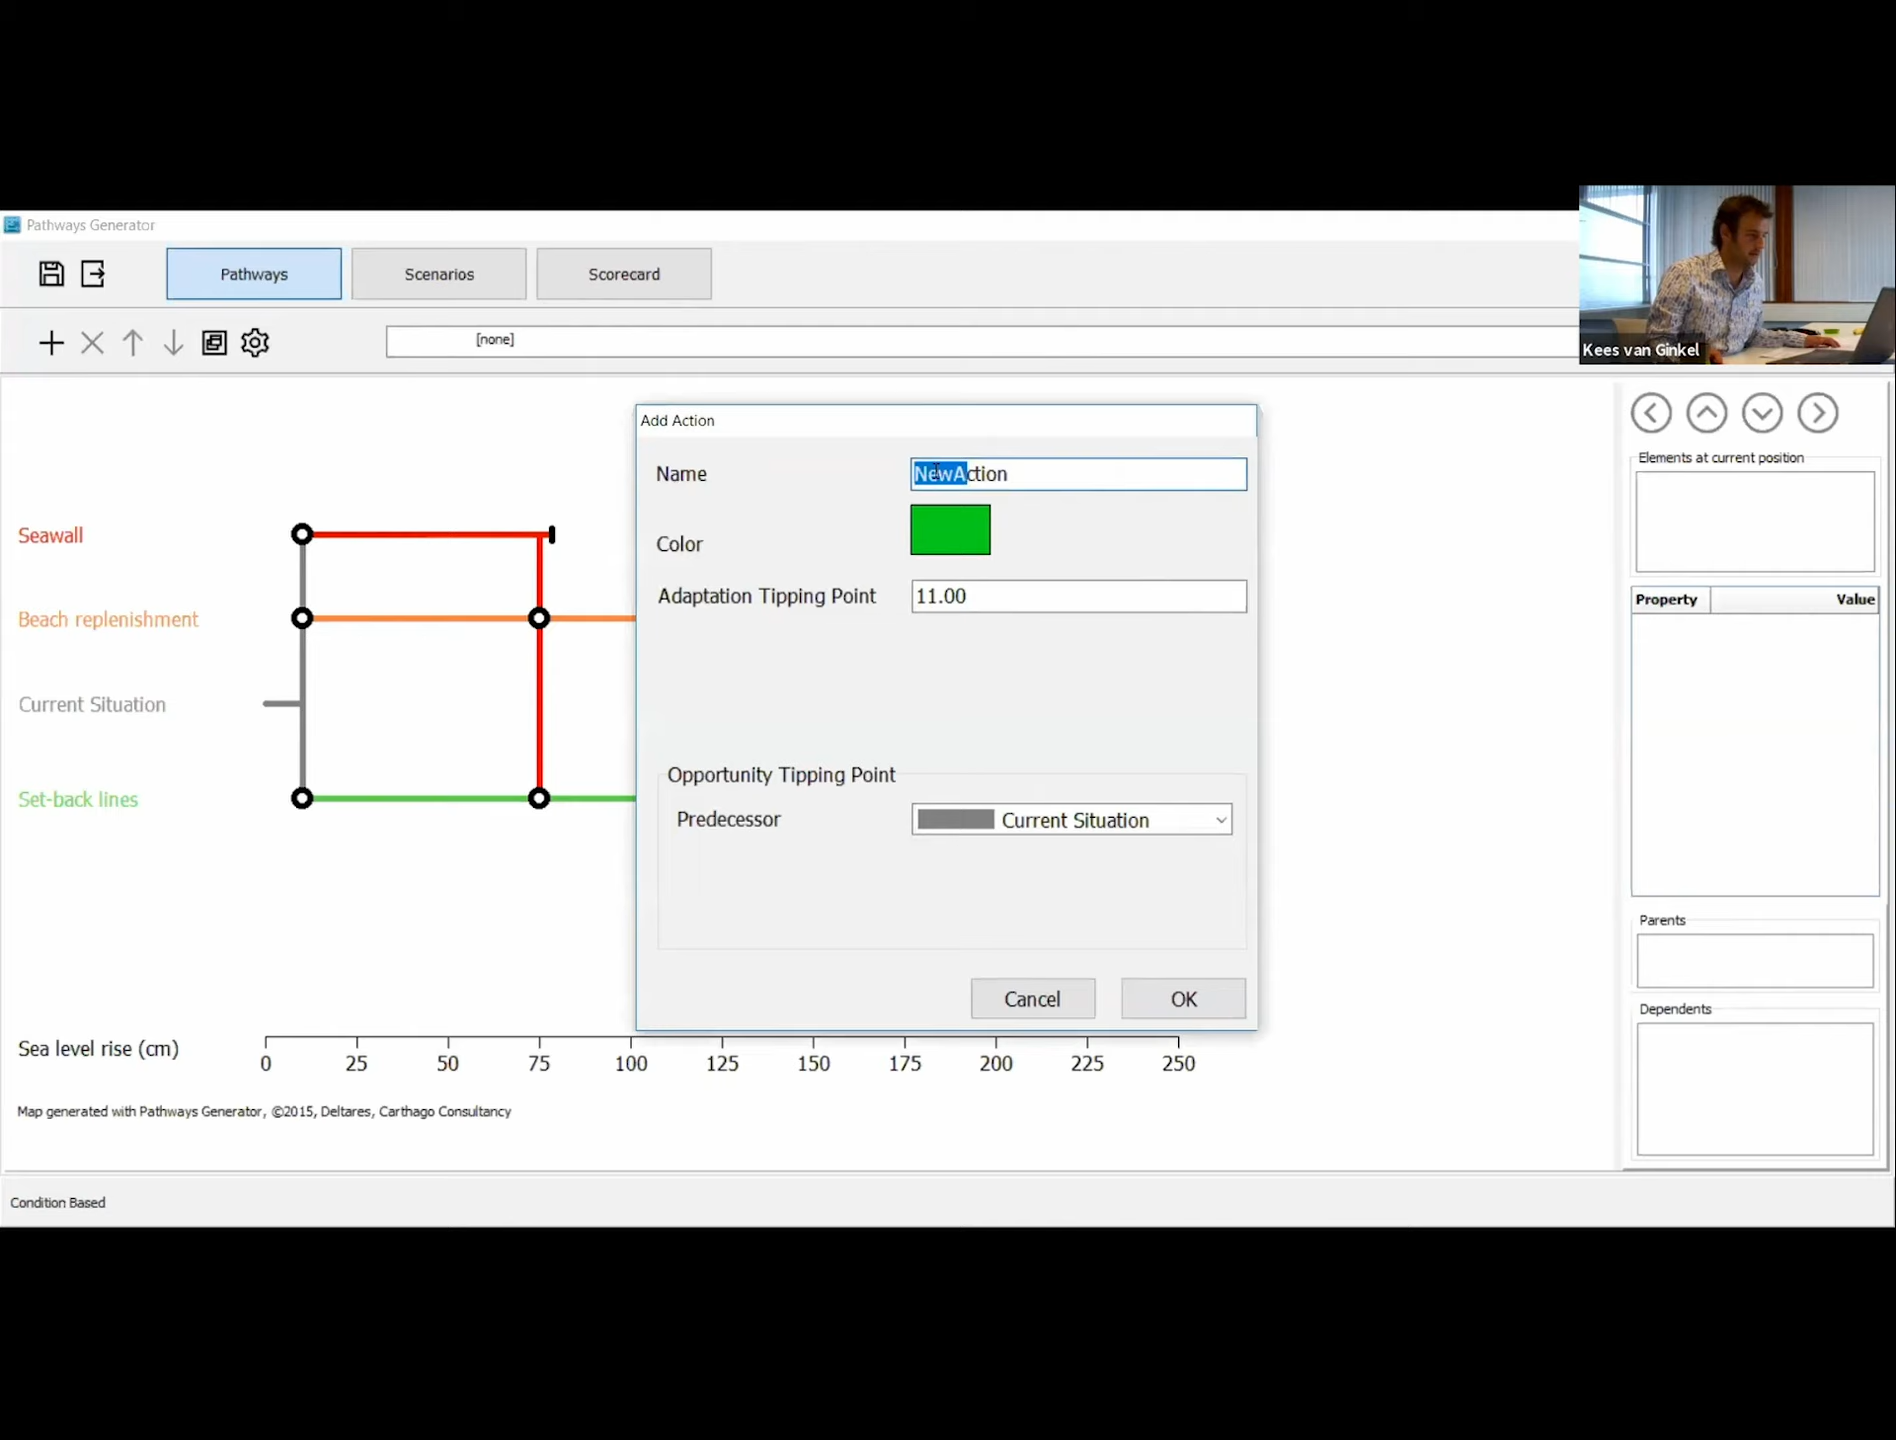 Pathways Generator
Pathways
Scenarios
Scorecard
[none]
Kees van Ginkel
Add Action
Name
NewAction
Color
Adaptation Tipping Point
11.00
Opportunity Tipping Point
Predecessor
Current Situation
Cancel
OK
Seawall
Beach replenishment
Current Situation
Set-back lines
Sea level rise (cm)
0 25 50 75 100 125 150 175 200 225 250
Map generated with Pathways Generator, ©2015, Deltares, Carthago Consultancy
Elements at current position
Property Value
Parents
Dependents
Condition Based